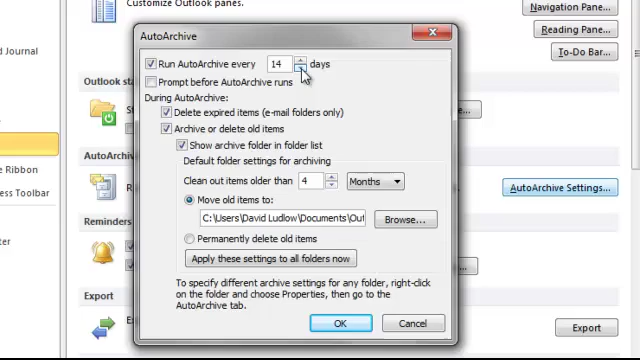 Customize Outlook panes.
Navigation Pane...
Reading Pane...
To-Do Bar...
AutoArchive
Run AutoArchive every 14 days
Prompt before AutoArchive runs
During AutoArchive:
Delete expired items (e-mail folders only)
Archive or delete old items
Show archive folder in folder list
Default folder settings for archiving
Clean out items older than 4 Months
Move old items to:
C:\Users\David Ludlow\Documents\Out
Browse...
Permanently delete old items
Apply these settings to all folders now
To specify different archive settings for any folder, right-click
on the folder and choose Properties, then go to the
AutoArchive tab.
OK Cancel
d Journal
e Ribbon
ess Toolbar
nter
Outlook sta
AutoArchiv
Reminders
Export
AutoArchive Settings...
Export